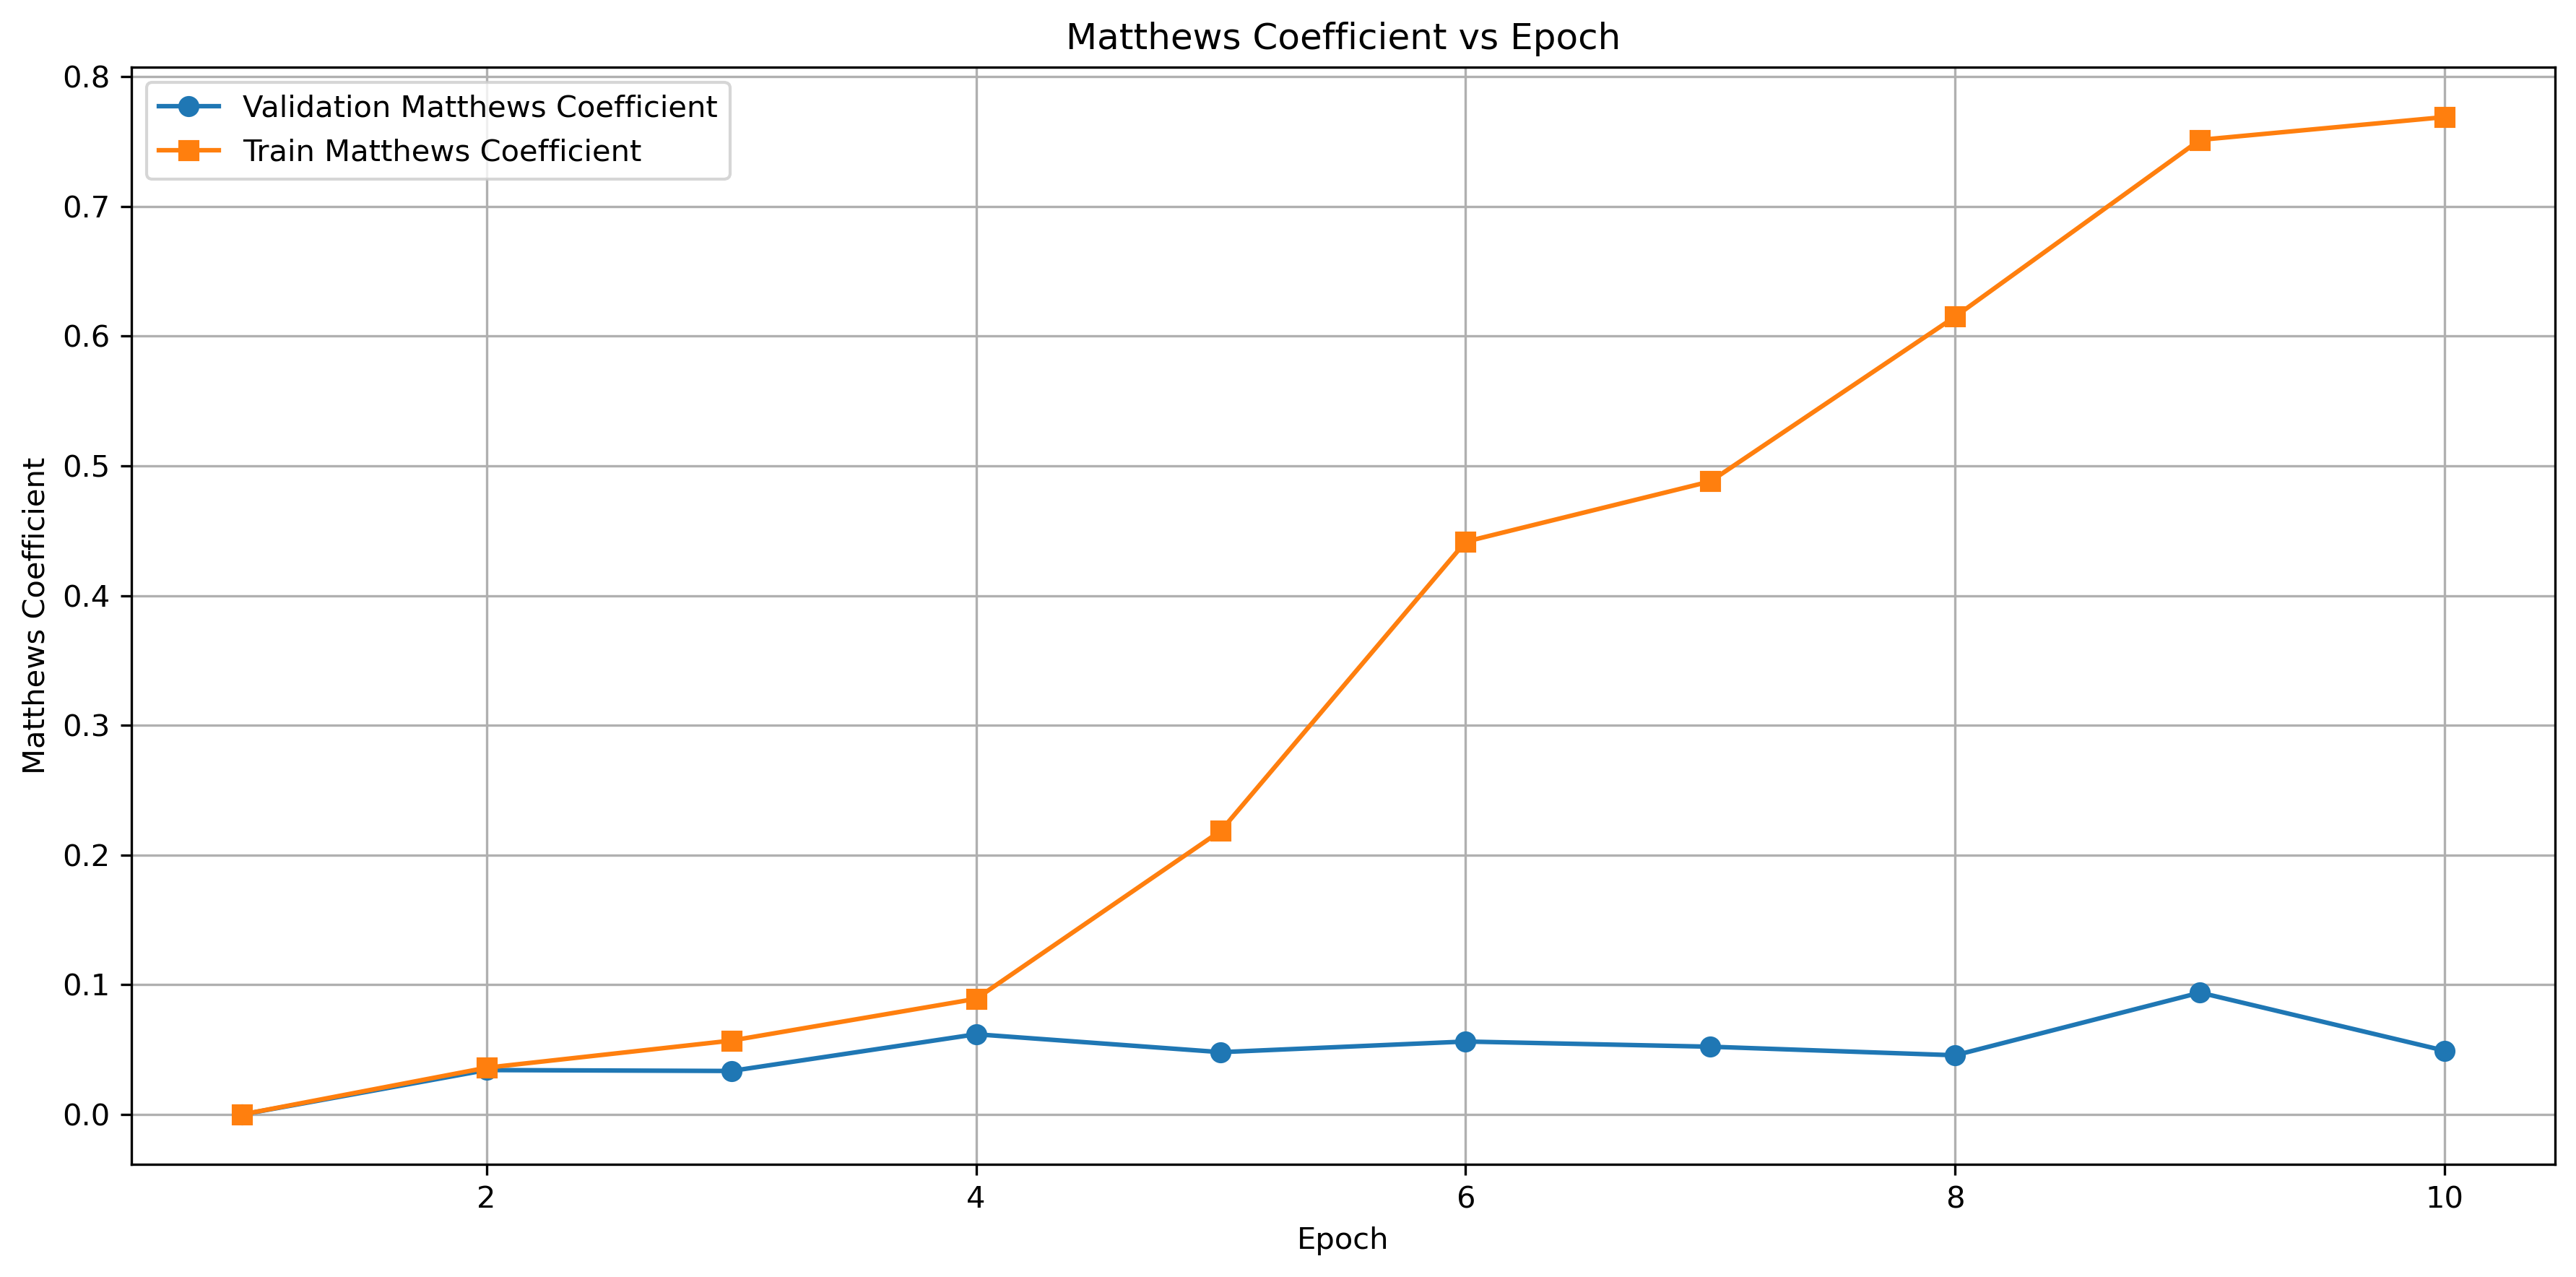 Matthews Coefficient vs Epoch
Validation Matthews Coefficient
Train Matthews Coefficient
Matthews Coefficient
0.8
0.7
0.6
0.5
0.4
0.3
0.2
0.1
0.0
2 4 6 8 10
Epoch